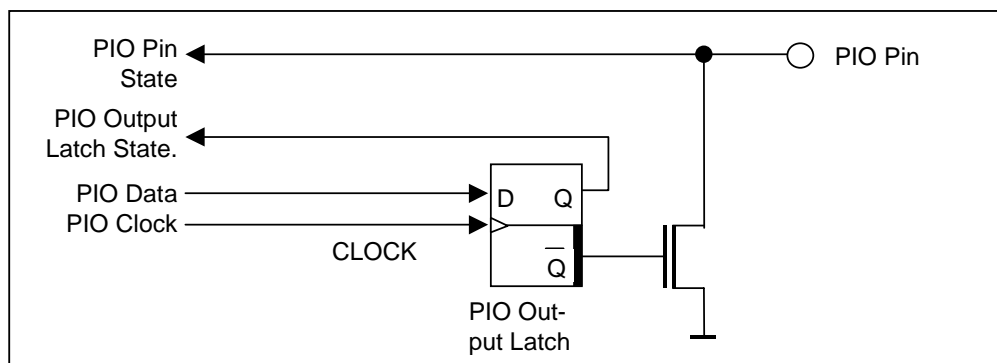 PIO Pin
State
PIO Pin
PIO Output
Latch State.
PIO Data
PIO Clock
CLOCK
D
Q
Q
PIO Out-
put Latch